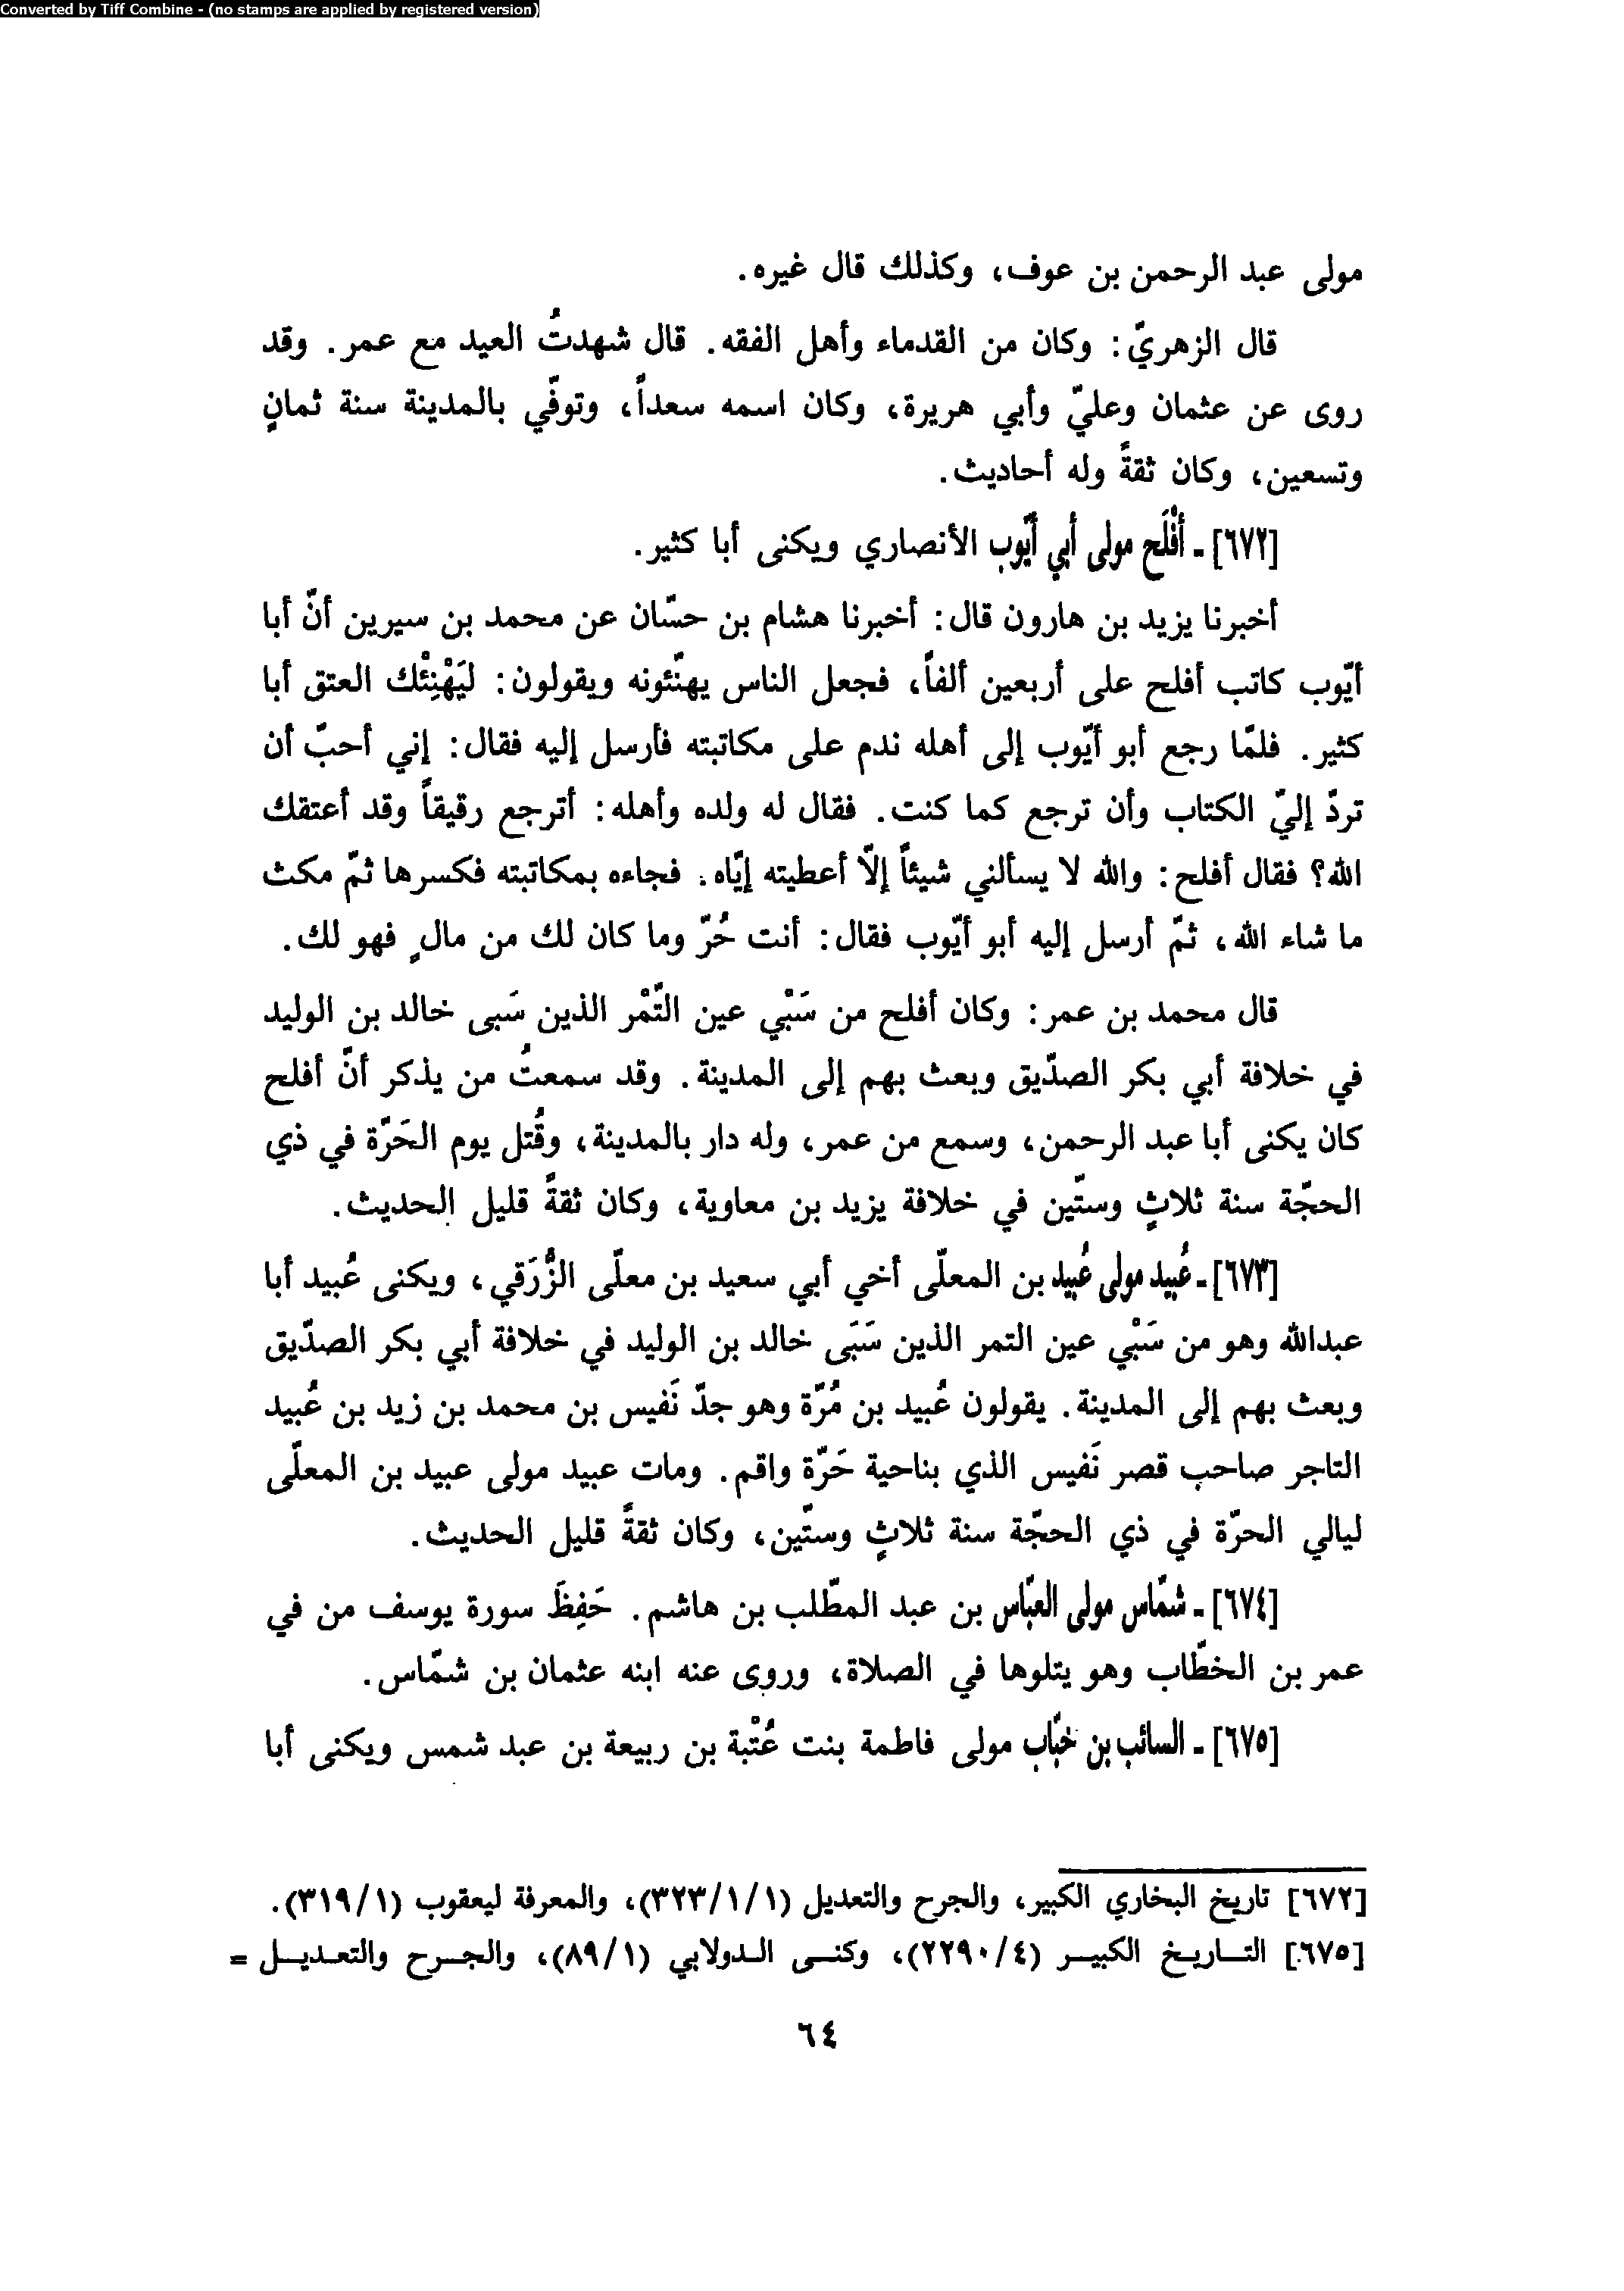 Converted by Tiff Combine - (no stamps are applied by registered version)
مولى عبد الرحمن بن عوف، وكذلك قال غيره.
قال الزهريّ: وكان من القدماء وأهل الفقه. قال شهدتُ العيد مع عمر. وقد
روى عن عثمان وعليّ وأبي هريرة، وكان اسمه سعداً، وتوفّي بالمدينة سنة ثمانٍ
وتسعين، وكان ثقةً وله أحاديث.
[٦٧٢] ـ أَفْلَح مولى أبي أيّوب الأنصاري ويكنى أبا كثير.
أخبرنا يزيد بن هارون قال: أخبرنا هشام بن حسّان عن محمد بن سيرين أنّ أبا
أيّوب كاتب أفلح على أربعين ألفاً، فجعل الناس يهنّئونه ويقولون: ليَهْنِئْك العتق أبا
كثير. فلمّا رجع أبو أيّوب إلى أهله ندم على مكاتبته فأرسل إليه فقال: إني أحبّ أن
تردّ إليّ الكتاب وأن ترجع كما كنت. فقال له ولده وأهله: أترجع رقيقاً وقد أعتقك
الله؟ فقال أفلح: والله لا يسألني شيئاً إلّا أعطيته إيّاه. فجاءه بمكاتبته فكسرها ثمّ مكث
ما شاء الله، ثمّ أرسل إليه أبو أيّوب فقال: أنت حُرّ وما كان لك من مالٍ فهو لك.
قال محمد بن عمر: وكان أفلح من سَبْي عين التّمْر الذين سَبى خالد بن الوليد
في خلافة أبي بكر الصدّيق وبعث بهم إلى المدينة. وقد سمعتُ من يذكر أنّ أفلح
كان يكنى أبا عبد الرحمن، وسمع من عمر، وله دار بالمدينة، وقُتل يوم الحَرّة في ذي
الحجّة سنة ثلاثٍ وستّين في خلافة يزيد بن معاوية، وكان ثقةً قليل الحديث.
[٦٧٣] ـ عُبيد مولى عُبيد بن المعلّى أخي أبي سعيد بن معلّى الزُّرَقي، ويكنى عُبيد أبا
عبدالله وهو من سَبْي عين التمر الذين سَبَى خالد بن الوليد في خلافة أبي بكر الصدّيق
وبعث بهم إلى المدينة. يقولون عُبيد بن مُرّة وهو جدّ نَفيس بن محمد بن زيد بن عُبيد
التاجر صاحب قصر نَفيس الذي بناحية حَرّة واقم. ومات عبيد مولى عبيد بن المعلّى
ليالي الحرّة في ذي الحجّة سنة ثلاثٍ وستّين، وكان ثقةً قليل الحديث.
[٦٧٤] ـ شمّاس مولى العبّاس بن عبد المطّلب بن هاشم. حَفِظَ سورة يوسف من في
عمر بن الخطّاب وهو يتلوها في الصلاة، وروى عنه ابنه عثمان بن شمّاس.
[٦٧٥] ـ السائب بن خبّاب مولى فاطمة بنت عُتْبة بن ربيعة بن عبد شمس ويكنى أبا
[٦٧٢] تاريخ البخاري الكبير، والجرح والتعديل (٣٢٣/١/١)، والمعرفة ليعقوب (٣١٩/١).
[٦٧٥] التـاريـخ الكبيـر (٢٢٩٠/٤)، وكنـى الـدولابي (٨٩/١)، والجـرح والتعـديـل =
٦٤